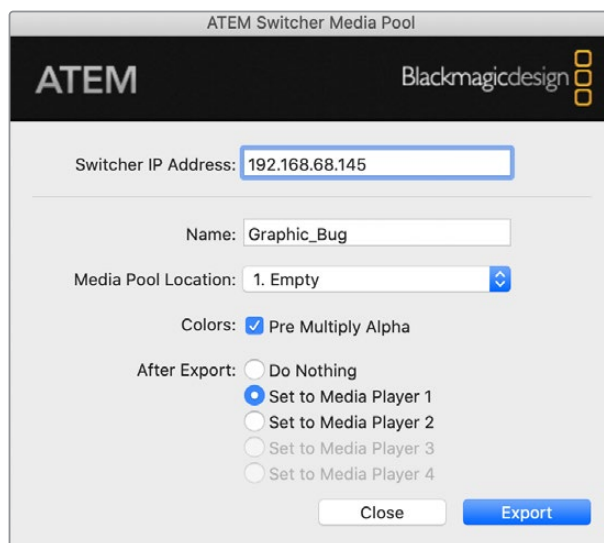 ATEM Switcher Media Pool
ATEM
Blackmagicdesign
Switcher IP Address: 192.168.68.145
Name: Graphic_Bug
Media Pool Location: 1. Empty
Colors: Pre Multiply Alpha
After Export: Do Nothing
Set to Media Player 1
Set to Media Player 2
Set to Media Player 3
Set to Media Player 4
Close Export